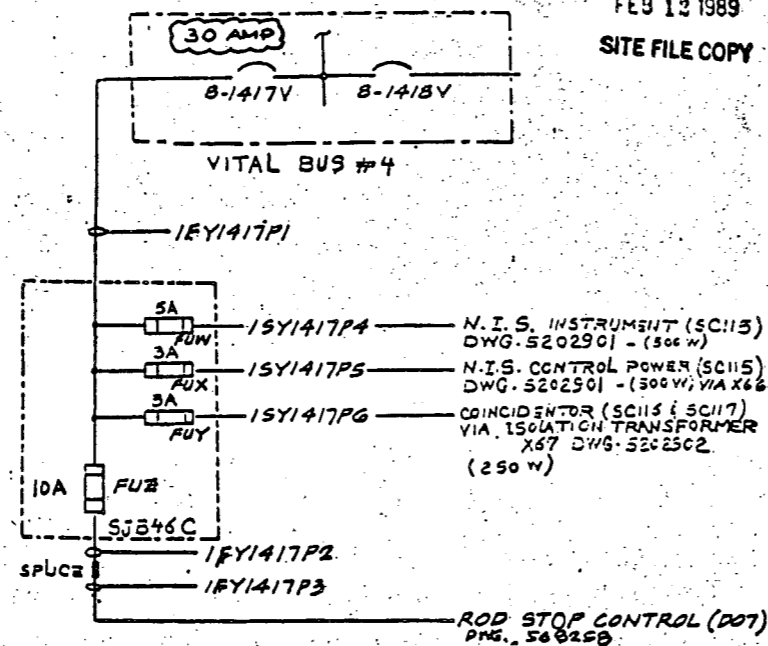 FEB 13 1989
SITE FILE COPY
30 AMP
8-1417V
8-1418V
VITAL BUS #4
1EY1417P1
5A
FUW
1SY1417P4
N.I.S. INSTRUMENT (SC115)
DWG. 5202901 - (500 W)
3A
FUX
1SY1417P5
N.I.S. CONTROL POWER (SC115)
DWG. 5202901 - (500 W) VIA X66
3A
FUY
1SY1417P6
COINCIDENTOR (SC115 & SC117)
VIA ISOLATION TRANSFORMER
X67 DWG. 5202902
(250 W)
10A
FUZ
SJB46C
1FY1417P2
SPLICE
1FY1417P3
ROD STOP CONTROL (D07)
DWG. 568258